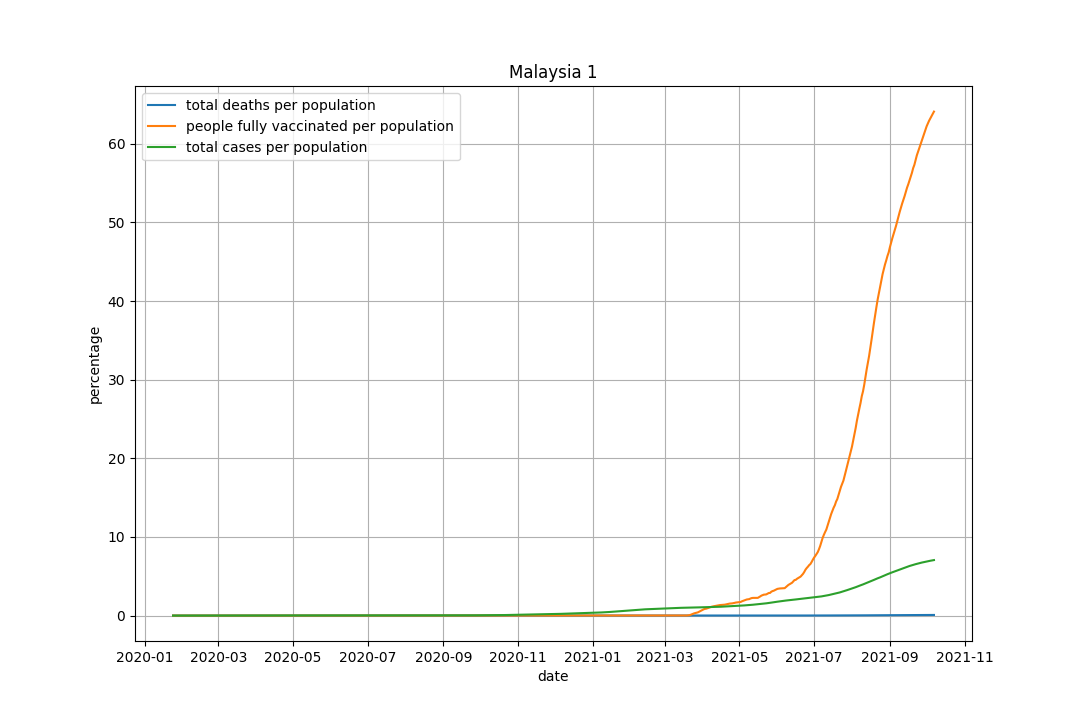 Malaysia 1
total deaths per population
people fully vaccinated per population
total cases per population
percentage
60
50
40
30
20
10
0
2020-01 2020-03 2020-05 2020-07 2020-09 2020-11 2021-01 2021-03 2021-05 2021-07 2021-09 2021-11
date